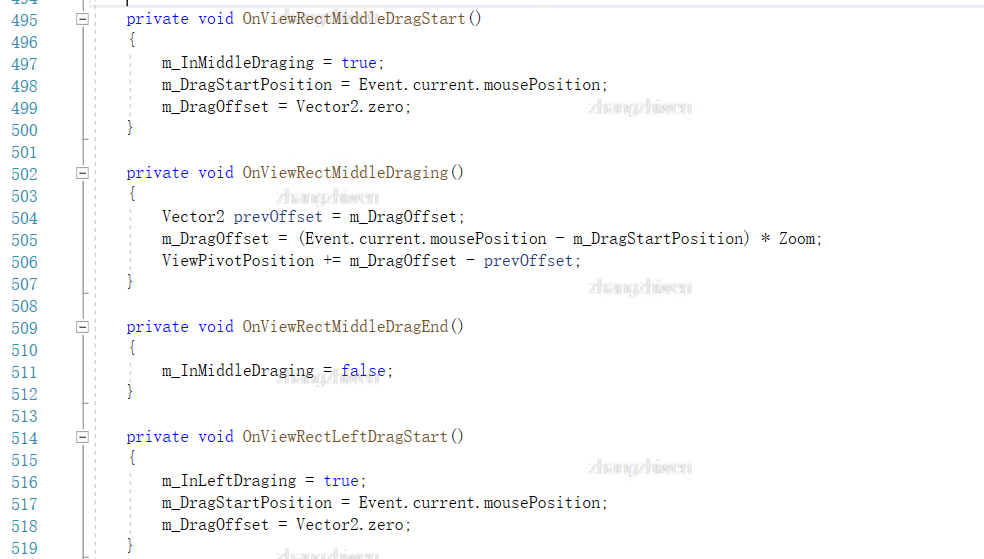 495 private void OnViewRectMiddleDragStart()
496 {
497 m_InMiddleDraging = true;
498 m_DragStartPosition = Event.current.mousePosition;
499 m_DragOffset = Vector2.zero;
500 }
501
502 private void OnViewRectMiddleDraging()
503 {
504 Vector2 prevOffset = m_DragOffset;
505 m_DragOffset = (Event.current.mousePosition - m_DragStartPosition) * Zoom;
506 ViewPivotPosition += m_DragOffset - prevOffset;
507 }
508
509 private void OnViewRectMiddleDragEnd()
510 {
511 m_InMiddleDraging = false;
512 }
513
514 private void OnViewRectLeftDragStart()
515 {
516 m_InLeftDraging = true;
517 m_DragStartPosition = Event.current.mousePosition;
518 m_DragOffset = Vector2.zero;
519 }